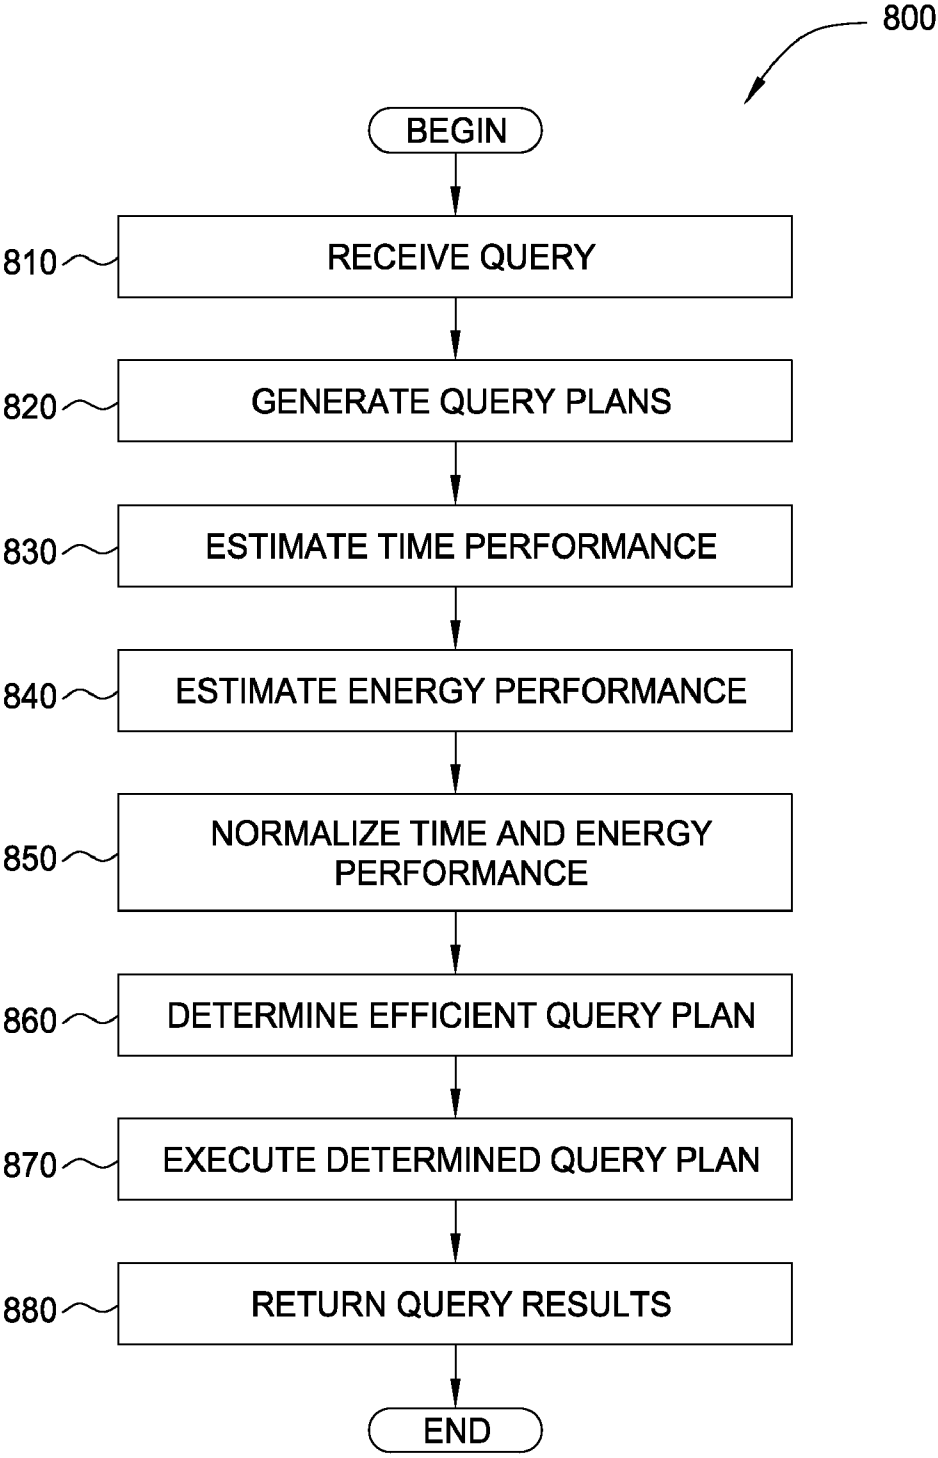 800
BEGIN
810 RECEIVE QUERY
820 GENERATE QUERY PLANS
830 ESTIMATE TIME PERFORMANCE
840 ESTIMATE ENERGY PERFORMANCE
850 NORMALIZE TIME AND ENERGY
PERFORMANCE
860 DETERMINE EFFICIENT QUERY PLAN
870 EXECUTE DETERMINED QUERY PLAN
880 RETURN QUERY RESULTS
END